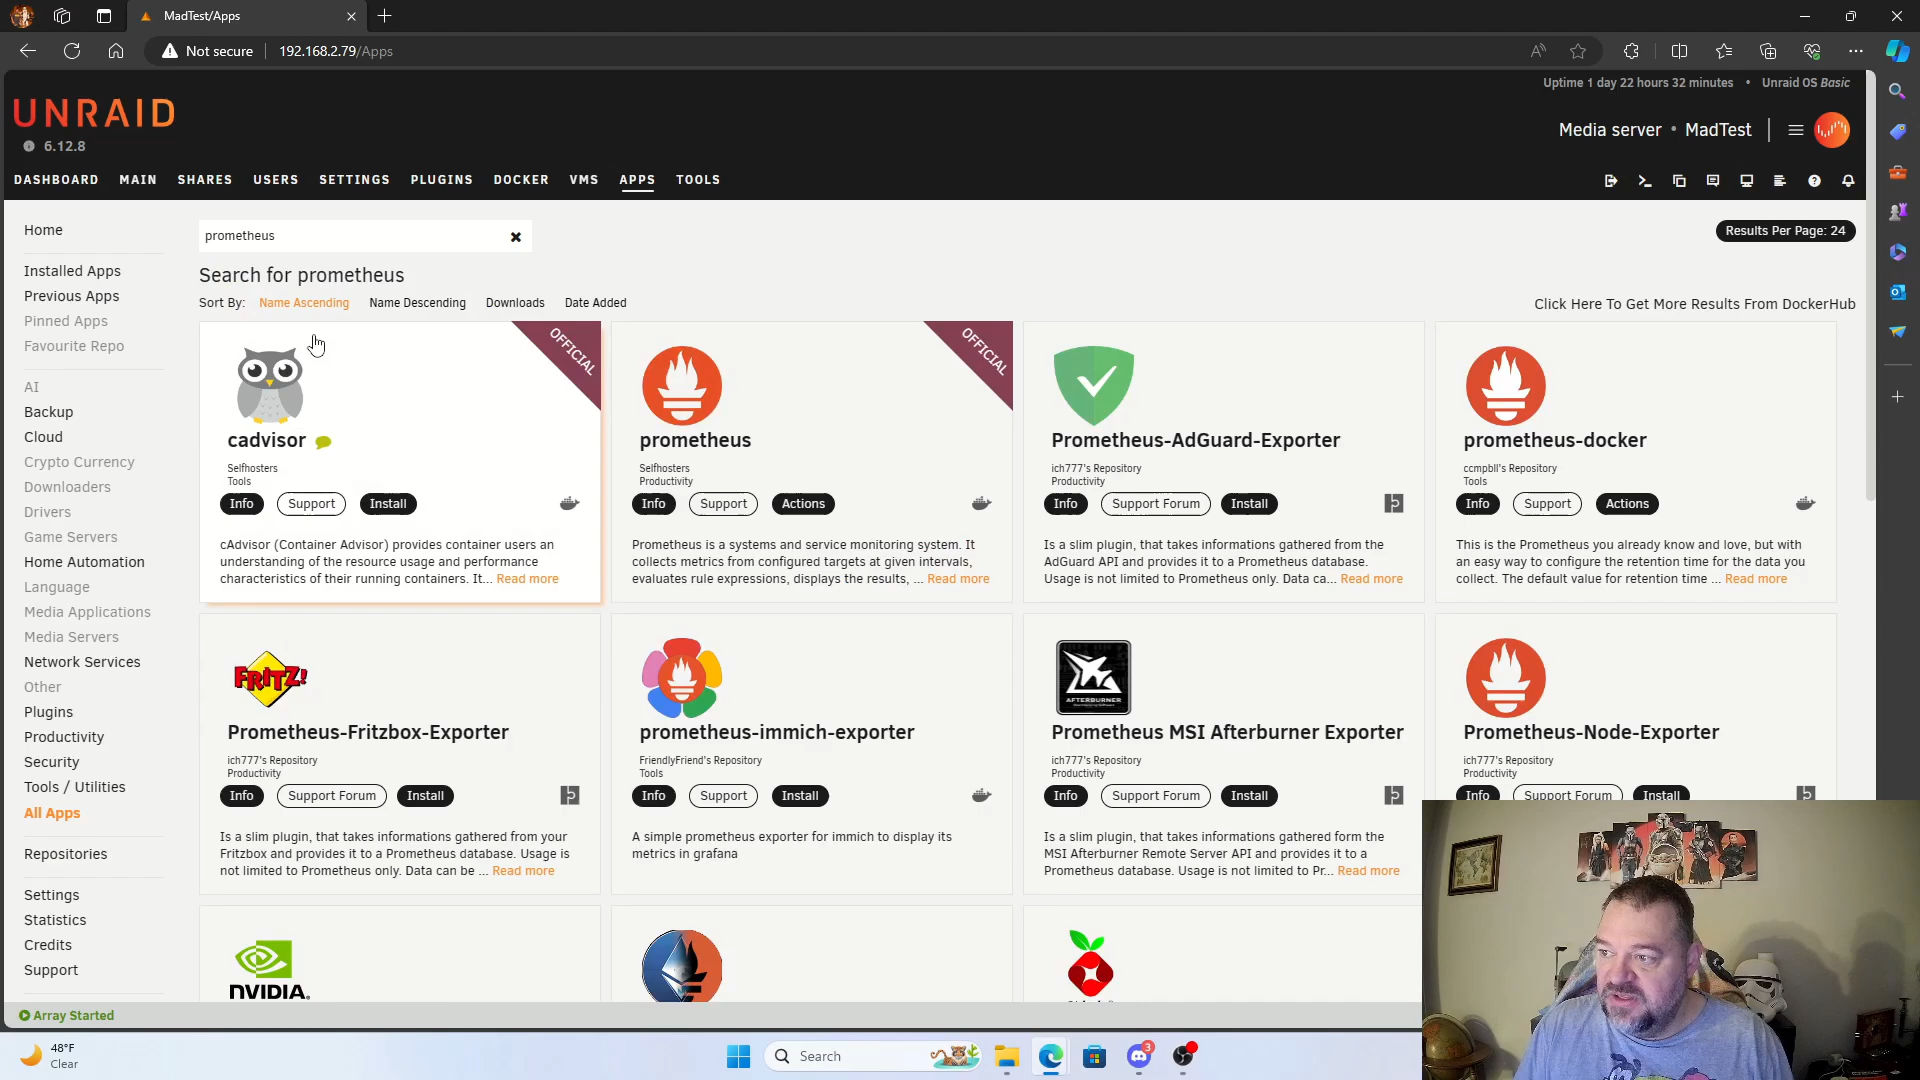 MadTest/Apps
Not secure
192.168.2.79/Apps
Uptime 1 day 22 hours 32 minutes • Unraid OS Basic
UNRAID
6.12.8
Media server • MadTest
DASHBOARD MAIN SHARES USERS SETTINGS PLUGINS DOCKER VMS APPS TOOLS
Home
Installed Apps
Previous Apps
Pinned Apps
Favourite Repo
AI
Backup
Cloud
Crypto Currency
Downloaders
Drivers
Game Servers
Home Automation
Language
Media Applications
Media Servers
Network Services
Other
Plugins
Productivity
Security
Tools / Utilities
All Apps
Repositories
Settings
Statistics
Credits
Support
prometheus
Results Per Page: 24
Search for prometheus
Sort By: Name Ascending Name Descending Downloads Date Added
Click Here To Get More Results From DockerHub
OFFICIAL
cadvisor
Selfhosters
Tools
Info Support Install
cAdvisor (Container Advisor) provides container users an
understanding of the resource usage and performance
characteristics of their running containers. It... Read more
OFFICIAL
prometheus
Selfhosters
Productivity
Info Support Actions
Prometheus is a systems and service monitoring system. It
collects metrics from configured targets at given intervals,
evaluates rule expressions, displays the results, ... Read more
Prometheus-AdGuard-Exporter
ich777's Repository
Productivity
Info Support Forum Install
Is a slim plugin, that takes informations gathered from the
AdGuard API and provides it to a Prometheus database.
Usage is not limited to Prometheus only. Data ca... Read more
prometheus-docker
ccmpbll's Repository
Tools
Info Support Actions
This is the Prometheus you already know and love, but with
an easy way to configure the retention time for the data you
collect. The default value for retention time ... Read more
FRITZ!
Prometheus-Fritzbox-Exporter
ich777's Repository
Productivity
Info Support Forum Install
Is a slim plugin, that takes informations gathered from your
Fritzbox and provides it to a Prometheus database. Usage is
not limited to Prometheus only. Data can be ... Read more
prometheus-immich-exporter
FriendlyFriend's Repository
Tools
Info Support Install
A simple prometheus exporter for immich to display its
metrics in grafana
AFTERBURNER
Prometheus MSI Afterburner Exporter
ich777's Repository
Productivity
Info Support Forum Install
Is a slim plugin, that takes informations gathered form the
MSI Afterburner Remote Server API and provides it to a
Prometheus database. Usage is not limited to Pr... Read more
Prometheus-Node-Exporter
ich777's Repository
Productivity
Info Support Forum Install
NVIDIA.
Array Started
48°F
Clear
Search
3